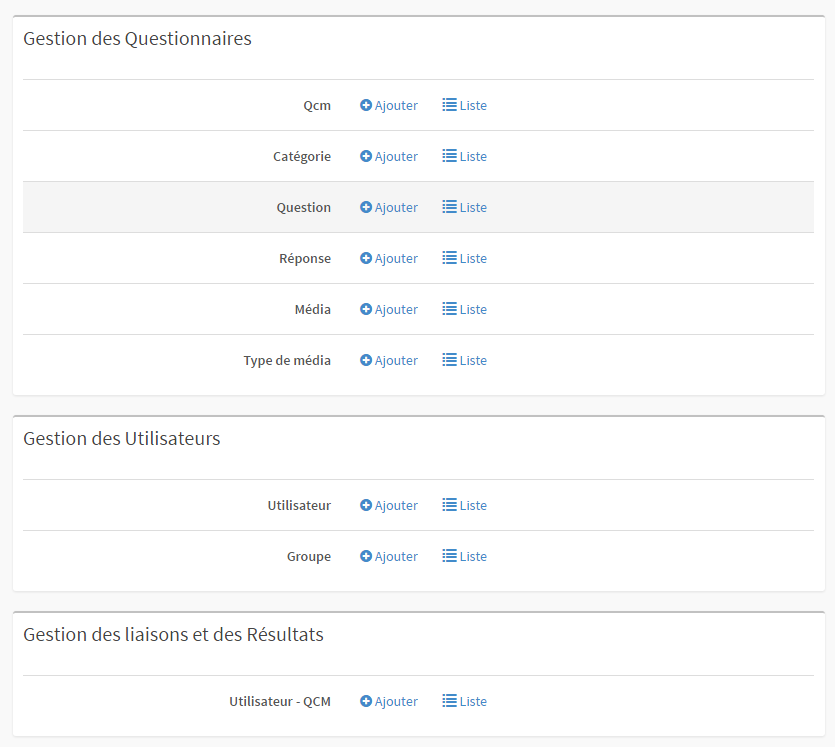 Gestion des Questionnaires
Qcm Ajouter Liste
Catégorie Ajouter Liste
Question Ajouter Liste
Réponse Ajouter Liste
Média Ajouter Liste
Type de média Ajouter Liste
Gestion des Utilisateurs
Utilisateur Ajouter Liste
Groupe Ajouter Liste
Gestion des liaisons et des Résultats
Utilisateur - QCM Ajouter Liste